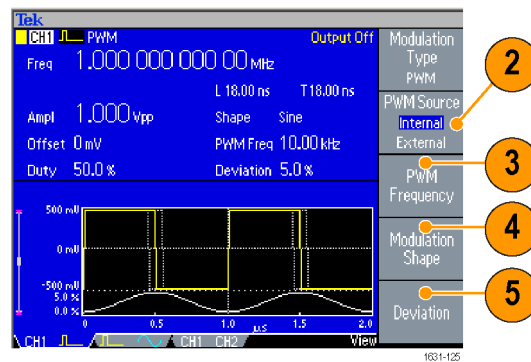 Tek
CH1 PWM Output Off
Freq 1.000 000 000 00 MHz
L 18.00 ns T 18.00 ns
Ampl 1.000 Vpp Shape Sine
Offset 0 mV PWM Freq 10.00 kHz
Duty 50.0 % Deviation 5.0 %
500 mV
0 mV
-500 mV
5.0 %
0.0 %
0 0.5 1.0 μs 1.5 2.0
CH1 CH1 CH2 View
Modulation
Type
PWM
PWM Source
Internal
External
PWM
Frequency
Modulation
Shape
Deviation
2
3
4
5
1631-125